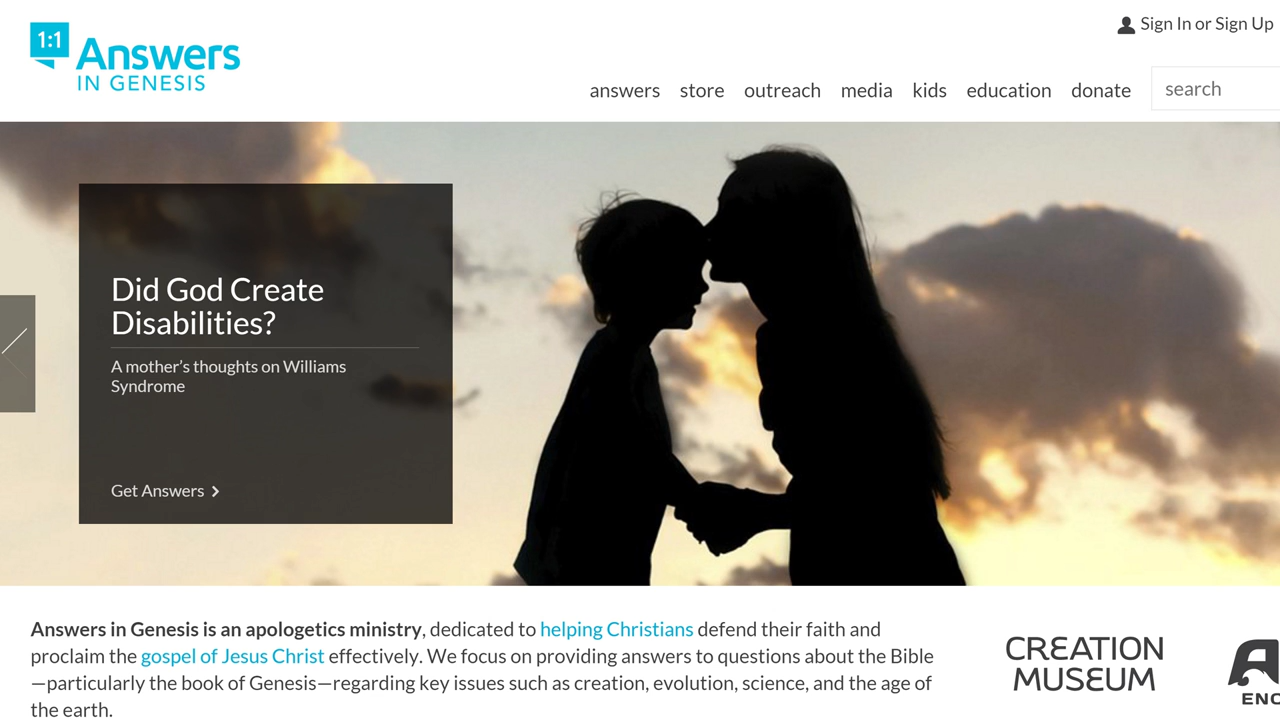 1:1 Answers
IN GENESIS
Sign In or Sign Up
answers store outreach media kids education donate search
Did God Create
Disabilities?
A mother's thoughts on Williams
Syndrome
Get Answers
Answers in Genesis is an apologetics ministry, dedicated to helping Christians defend their faith and
proclaim the gospel of Jesus Christ effectively. We focus on providing answers to questions about the Bible
—particularly the book of Genesis—regarding key issues such as creation, evolution, science, and the age of
the earth.
CREATION
MUSEUM